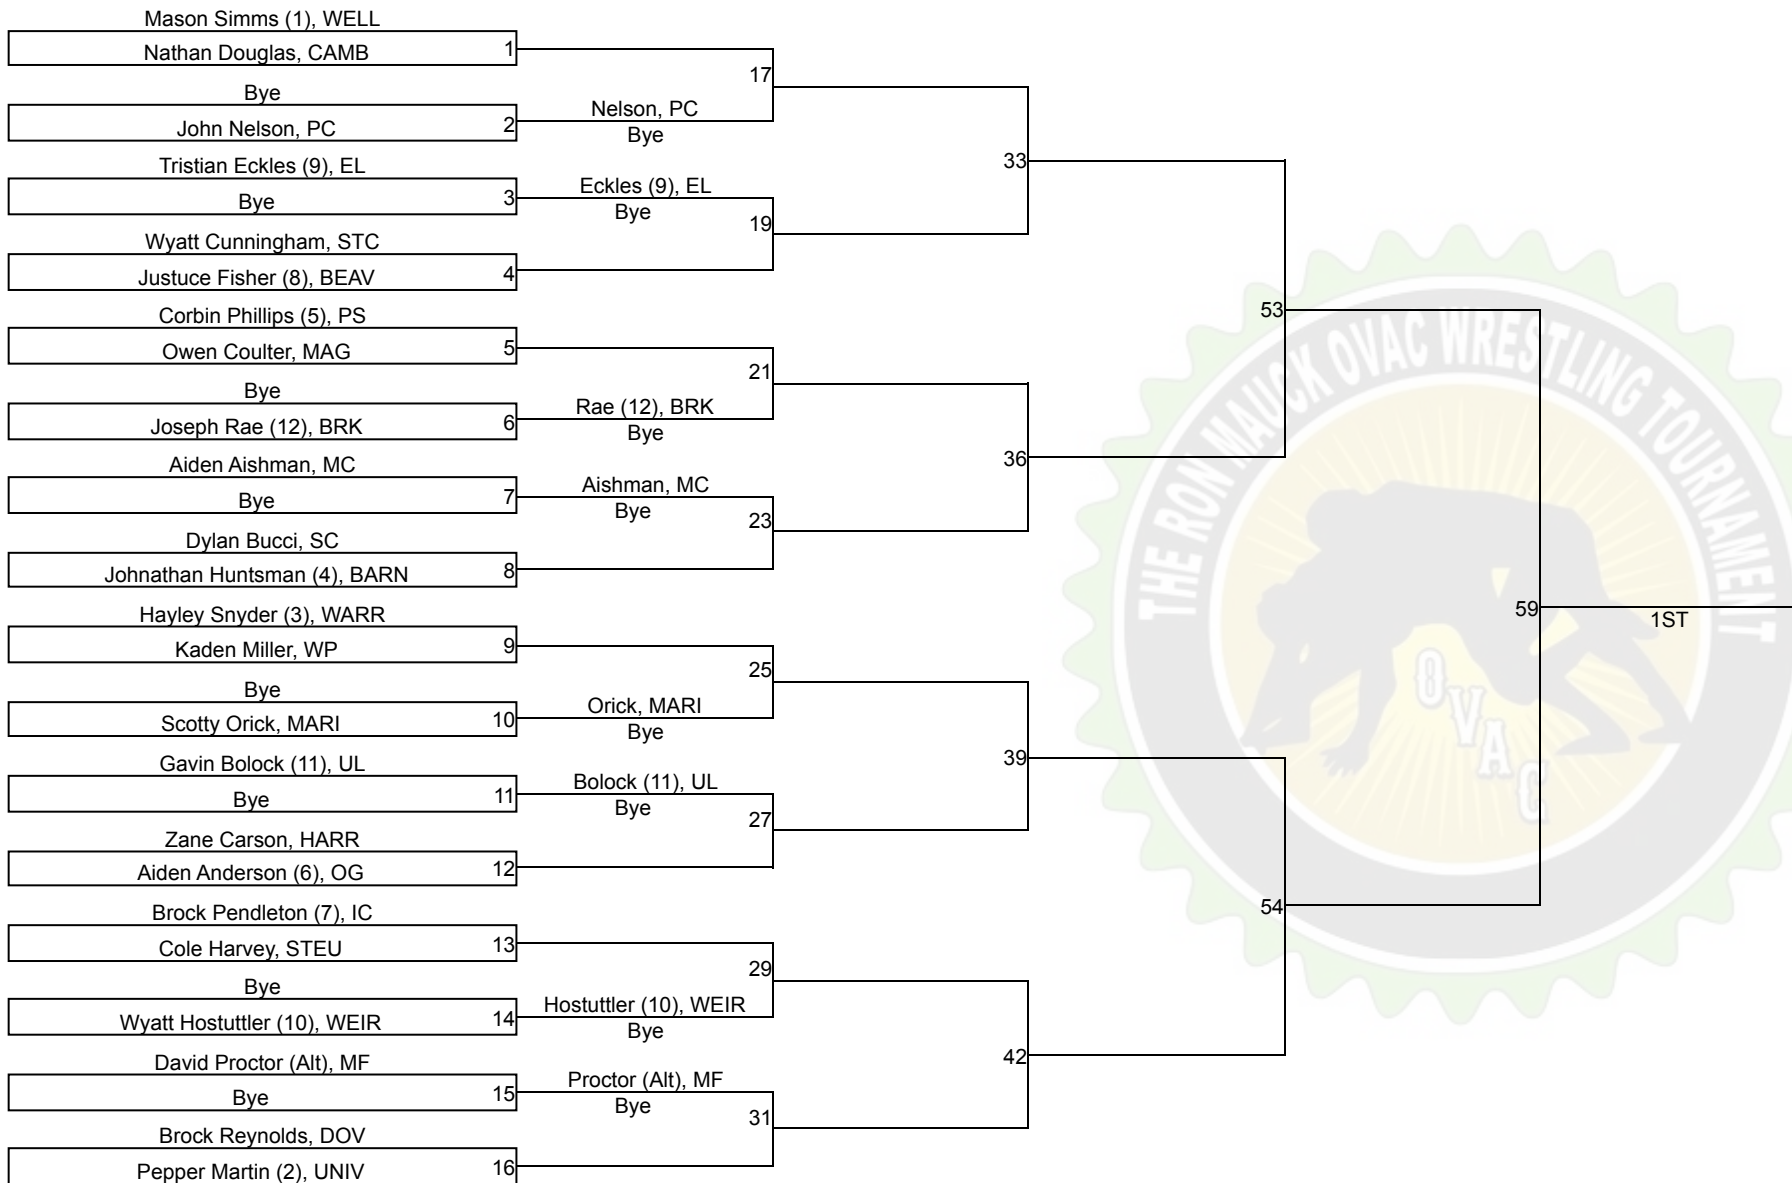 Mason Simms (1), WELL
Nathan Douglas, CAMB
1
17
Bye
John Nelson, PC
2
Nelson, PC
Bye
33
Tristian Eckles (9), EL
Bye
3
Eckles (9), EL
Bye
19
Wyatt Cunningham, STC
Justuce Fisher (8), BEAV
4
53
Corbin Phillips (5), PS
Owen Coulter, MAG
5
21
Bye
Joseph Rae (12), BRK
6
Rae (12), BRK
Bye
36
Aiden Aishman, MC
Bye
7
Aishman, MC
Bye
23
Dylan Bucci, SC
Johnathan Huntsman (4), BARN
8
59
1ST
Hayley Snyder (3), WARR
Kaden Miller, WP
9
25
Bye
Scotty Orick, MARI
10
Orick, MARI
Bye
39
Gavin Bolock (11), UL
Bye
11
Bolock (11), UL
Bye
27
Zane Carson, HARR
Aiden Anderson (6), OG
12
54
Brock Pendleton (7), IC
Cole Harvey, STEU
13
29
Bye
Wyatt Hostuttler (10), WEIR
14
Hostuttler (10), WEIR
Bye
42
David Proctor (Alt), MF
Bye
15
Proctor (Alt), MF
Bye
31
Brock Reynolds, DOV
Pepper Martin (2), UNIV
16
THE RON MAUCK OVAC WRESTLING TOURNAMENT
OVAC